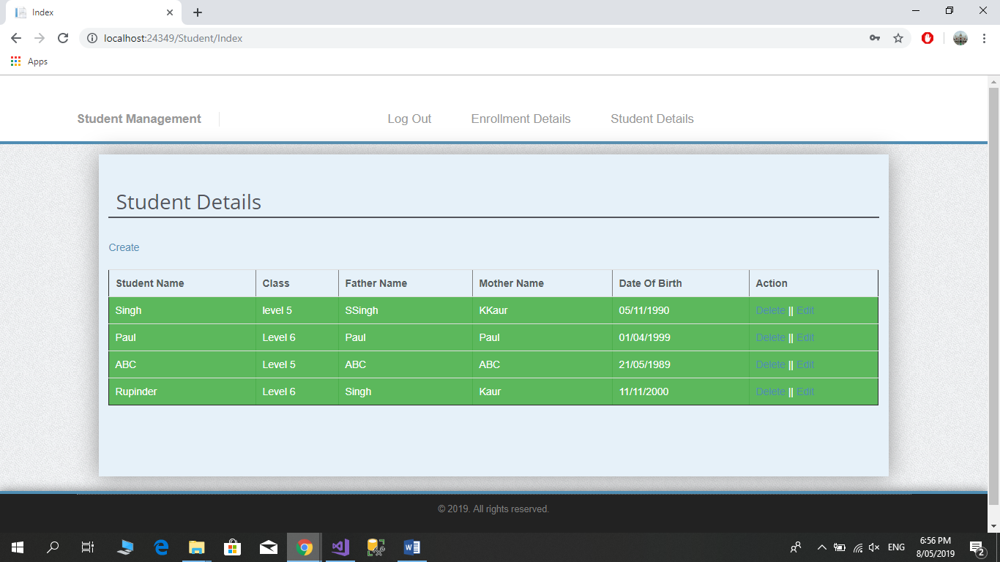 Index
localhost:24349/Student/Index
Apps
Student Management Log Out Enrollment Details Student Details
Student Details
Create
Student Name Class Father Name Mother Name Date Of Birth Action
Singh level 5 SSingh KKaur 05/11/1990 Delete || Edit
Paul Level 6 Paul Paul 01/04/1999 Delete || Edit
ABC Level 5 ABC ABC 21/05/1989 Delete || Edit
Rupinder Level 6 Singh Kaur 11/11/2000 Delete || Edit
© 2019. All rights reserved.
ENG 6:56 PM
8/05/2019 2